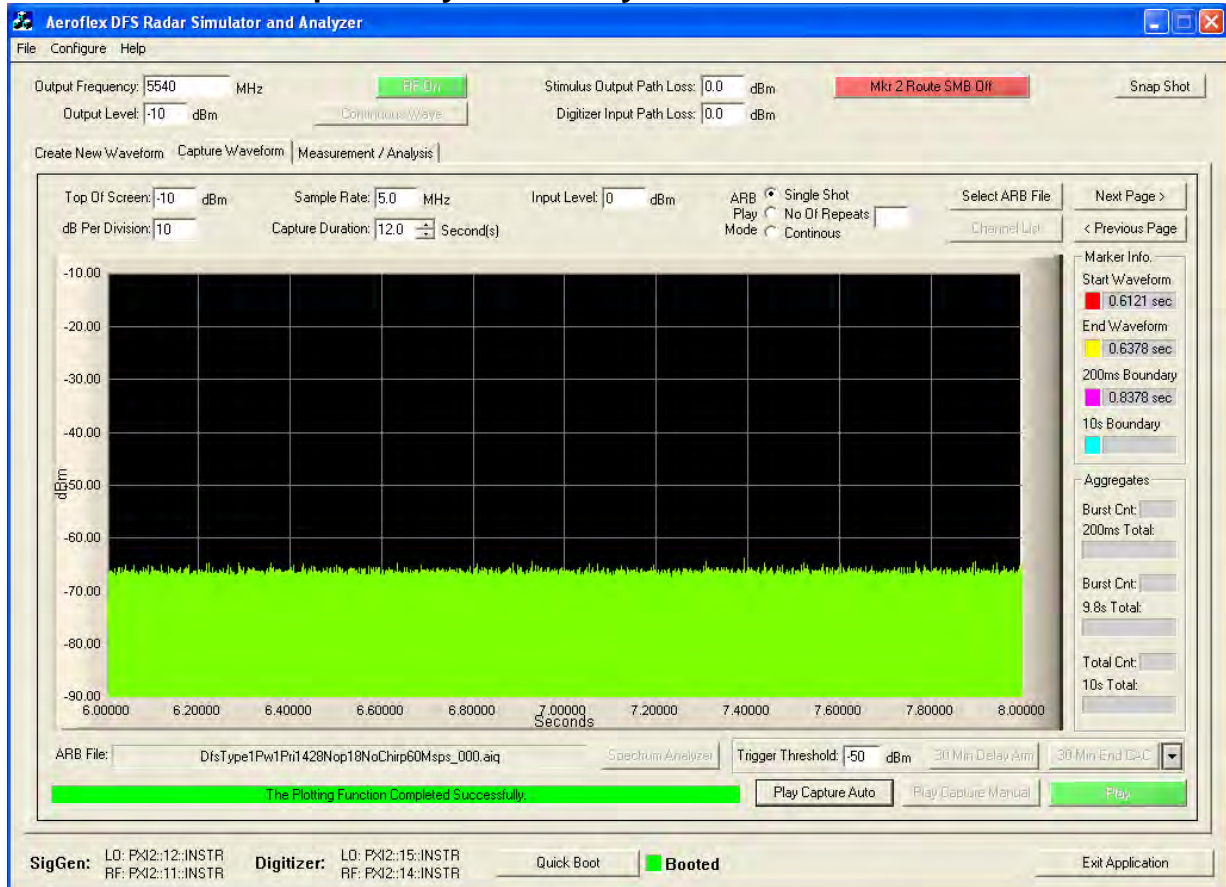 Aeroflex DFS Radar Simulator and Analyzer
File Configure Help
Output Frequency: 5540 MHz
RF On
Stimulus Output Path Loss: 0.0 dBm
Mkr 2 Route SMB Off
Snap Shot
Output Level: -10 dBm
Continuous Wave
Digitizer Input Path Loss: 0.0 dBm
Create New Waveform Capture Waveform Measurement / Analysis
Top Of Screen: -10 dBm
Sample Rate: 5.0 MHz
Input Level: 0 dBm
ARB Play Mode
Single Shot
No Of Repeats
Continous
Select ARB File
Next Page >
dB Per Division: 10
Capture Duration: 12.0 Second(s)
Channel List
< Previous Page
-10.00
-20.00
-30.00
-40.00
-50.00
-60.00
-70.00
-80.00
-90.00
dBm
6.00000 6.20000 6.40000 6.60000 6.80000 7.00000 7.20000 7.40000 7.60000 7.80000 8.00000
Seconds
Marker Info.
Start Waveform
0.6121 sec
End Waveform
0.6378 sec
200ms Boundary
0.8378 sec
10s Boundary
Aggregates
Burst Cnt:
200ms Total:
Burst Cnt:
9.8s Total:
Total Cnt:
10s Total:
ARB File: DfsType1Pw1Pri1428Nop18NoChirp60Msps_000.aiq
Spectrum Analyzer
Trigger Threshold: -50 dBm
30 Min Delay Arm
30 Min End CAC
The Plotting Function Completed Successfully.
Play Capture Auto
Play Capture Manual
Play
SigGen: LO: PXI2::12::INSTR
RF: PXI2::11::INSTR
Digitizer: LO: PXI2::15::INSTR
RF: PXI2::14::INSTR
Quick Boot
Booted
Exit Application